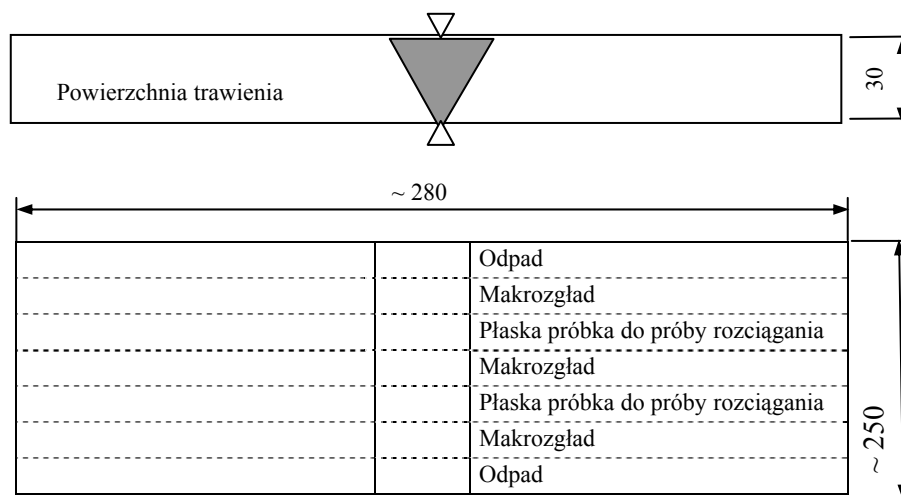 Powierzchnia trawienia
30
~ 280
Odpad
Makrozgład
Płaska próbka do próby rozciągania
Makrozgład
Płaska próbka do próby rozciągania
Makrozgład
Odpad
~ 250